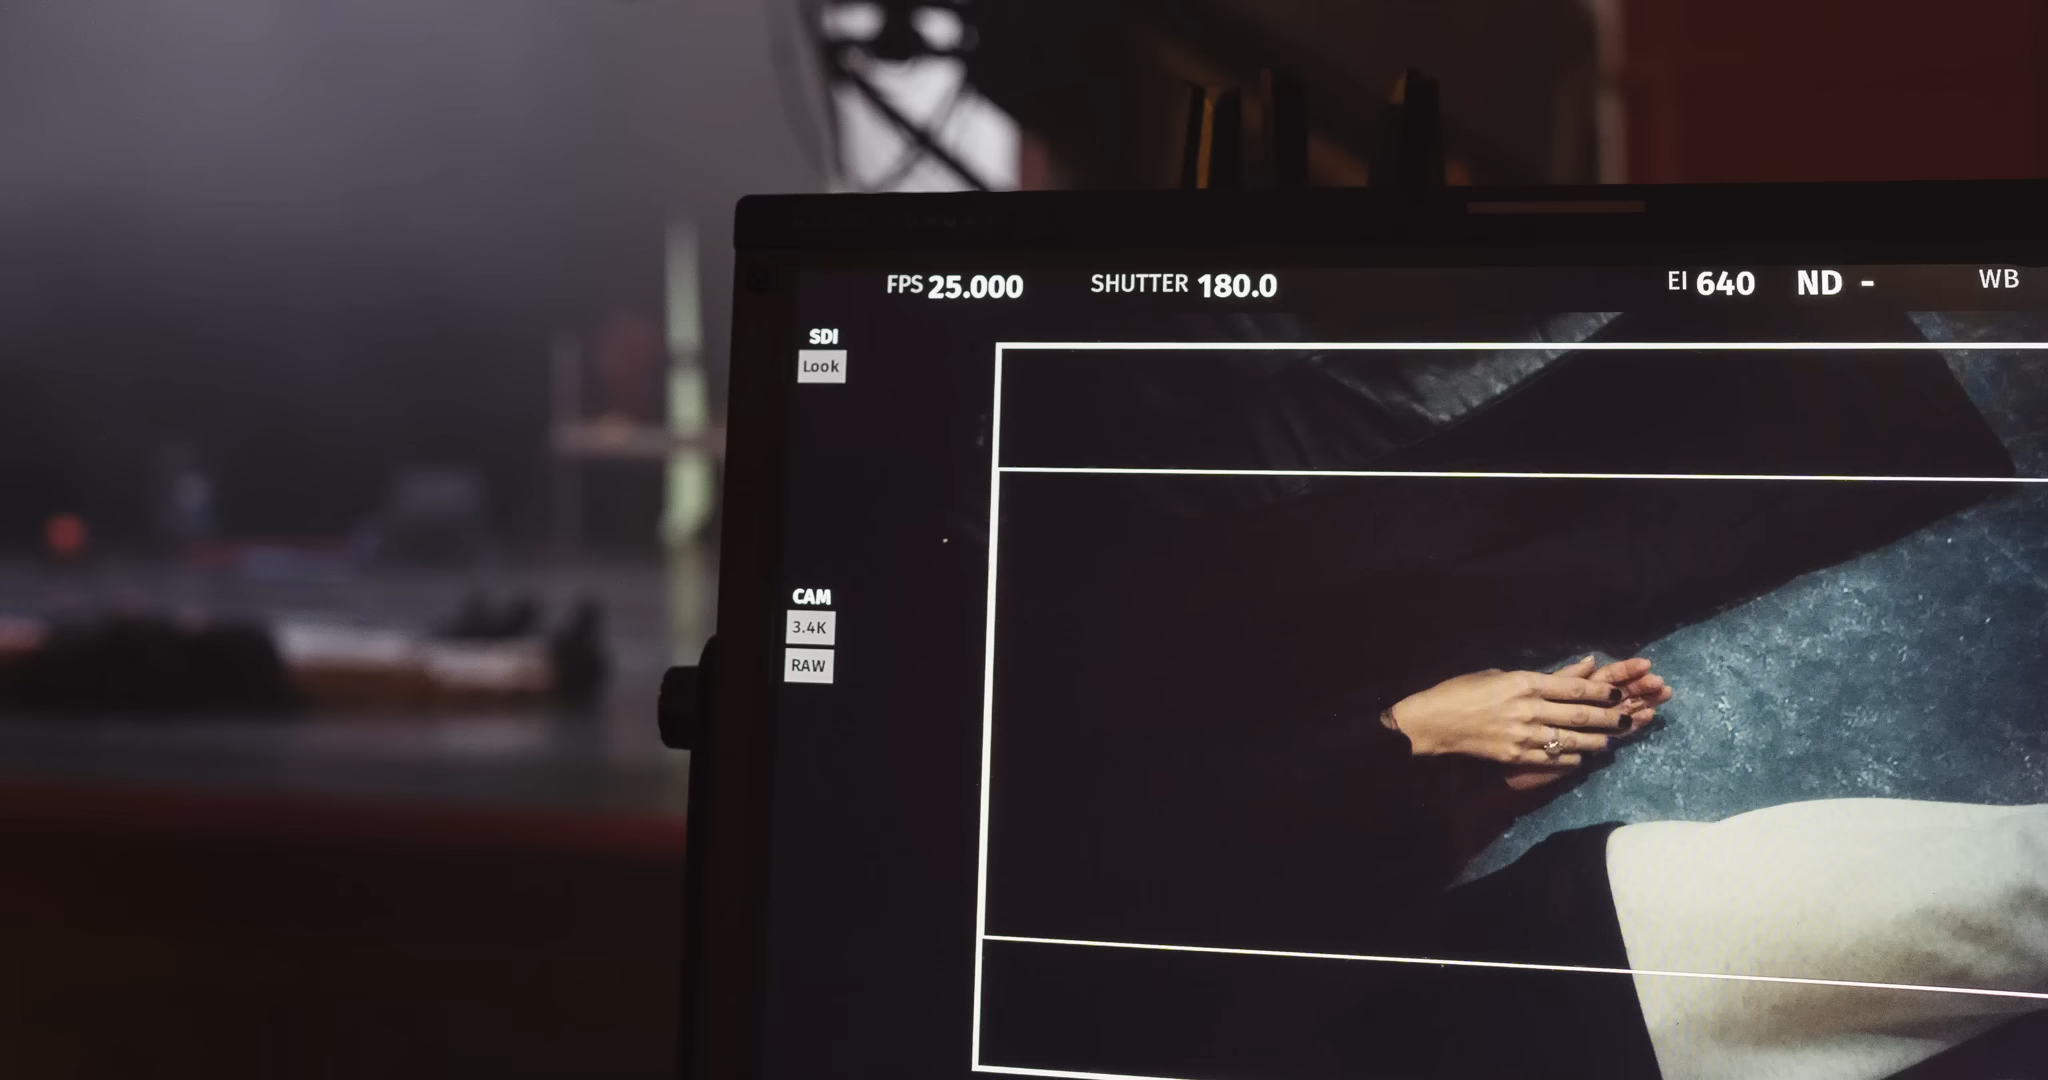 FPS 25.000 SHUTTER 180.0 EI 640 ND - WB
SDI
Look
CAM
3.4K
RAW